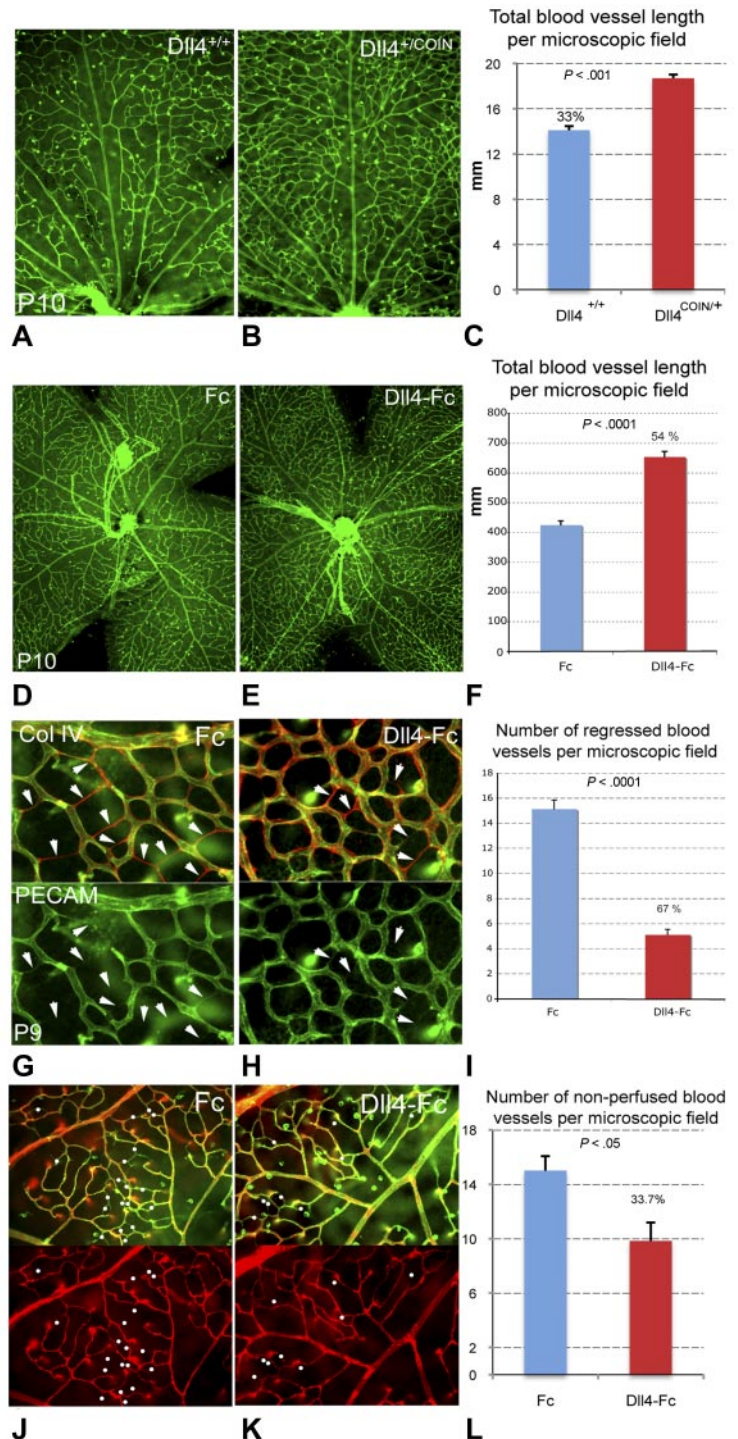 Dll4+/+
Dll4+/COIN
P10
A
B
Total blood vessel length
per microscopic field
20
16
12
8
4
0
mm
P < .001
33%
Dll4 +/+
Dll4 COIN/+
C
Fc
Dll4-Fc
P10
D
E
Total blood vessel length
per microscopic field
800
700
600
500
400
300
200
100
0
mm
P < .0001
54 %
Fc
Dll4-Fc
F
Col IV
Fc
Dll4-Fc
PECAM
P9
G
H
Number of regressed blood
vessels per microscopic field
18
16
14
12
10
8
6
4
2
0
P < .0001
67 %
Fc
Dll4-Fc
I
Fc
Dll4-Fc
J
K
Number of non-perfused blood
vessels per microscopic field
18
14
10
6
2
0
P < .05
33.7%
Fc
Dll4-Fc
L